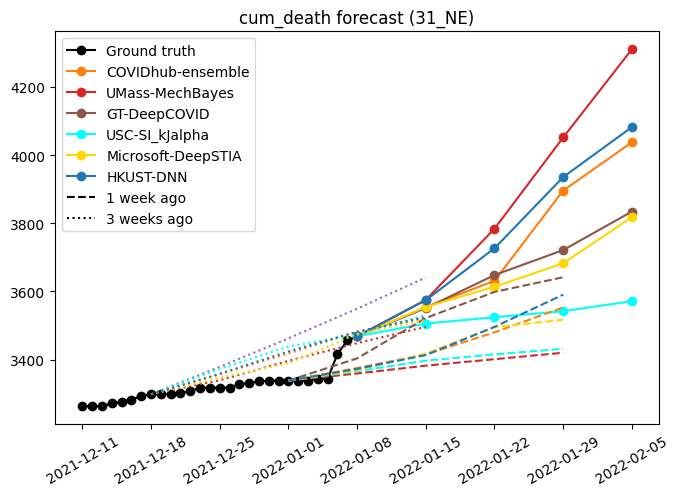 cum_death forecast (31_NE)
Ground truth
COVIDhub-ensemble
UMass-MechBayes
GT-DeepCOVID
USC-SI_kJalpha
Microsoft-DeepSTIA
HKUST-DNN
1 week ago
3 weeks ago
4200
4000
3800
3600
3400
2021-12-11
2021-12-18
2021-12-25
2022-01-01
2022-01-08
2022-01-15
2022-01-22
2022-01-29
2022-02-05